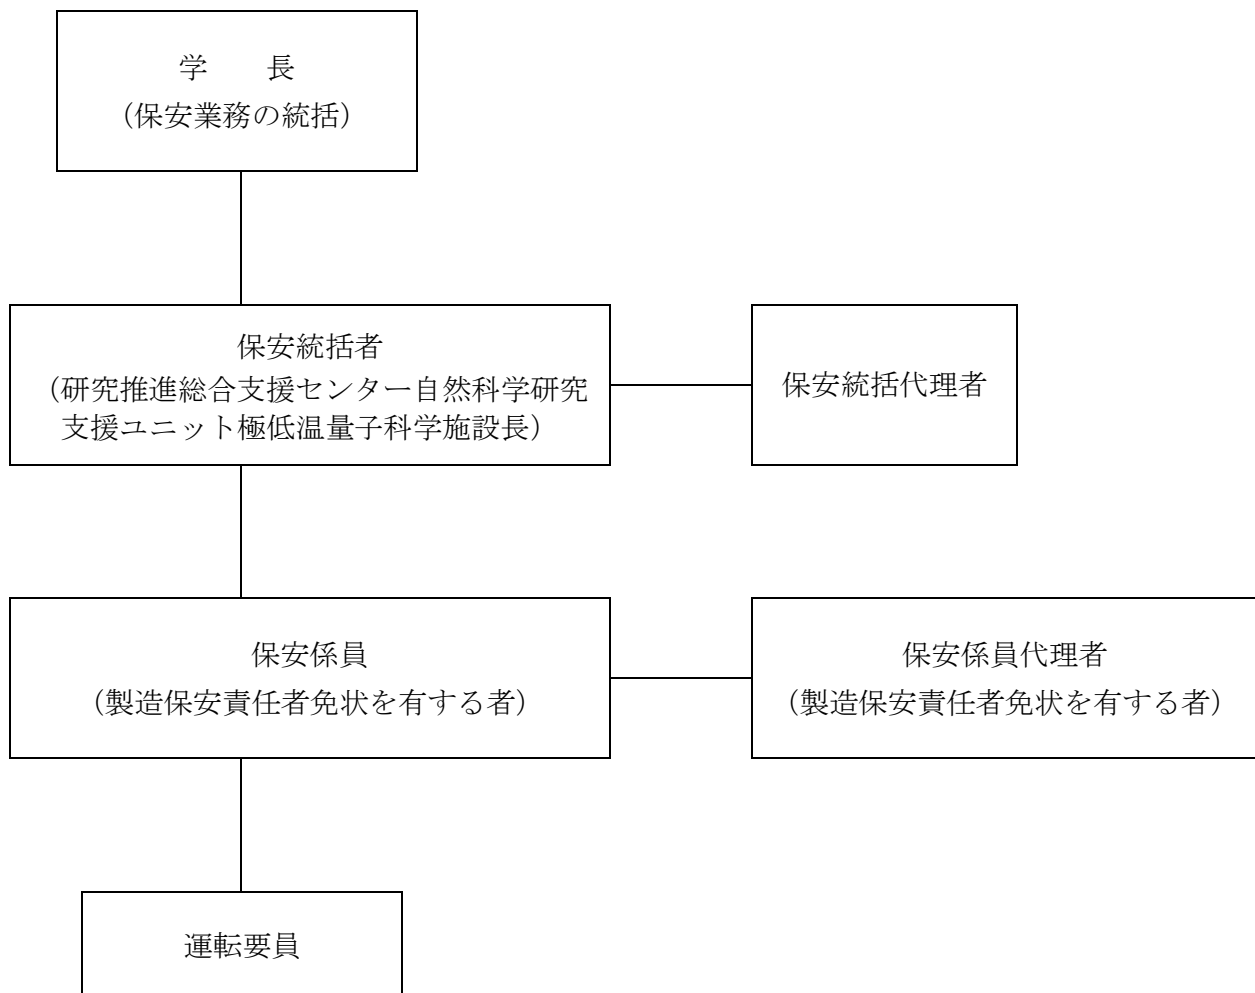 学　　長
（保安業務の統括）
保安統括者
（研究推進総合支援センター自然科学研究
支援ユニット極低温量子科学施設長）
保安統括代理者
保安係員
（製造保安責任者免状を有する者）
保安係員代理者
（製造保安責任者免状を有する者）
運転要員